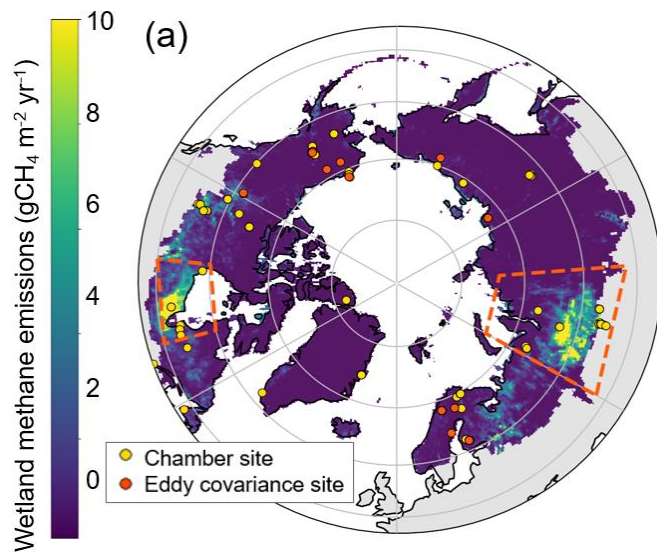 (a)
Wetland methane emissions (gCH₄ m⁻² yr⁻¹)
10
8
6
4
2
0
Chamber site
Eddy covariance site